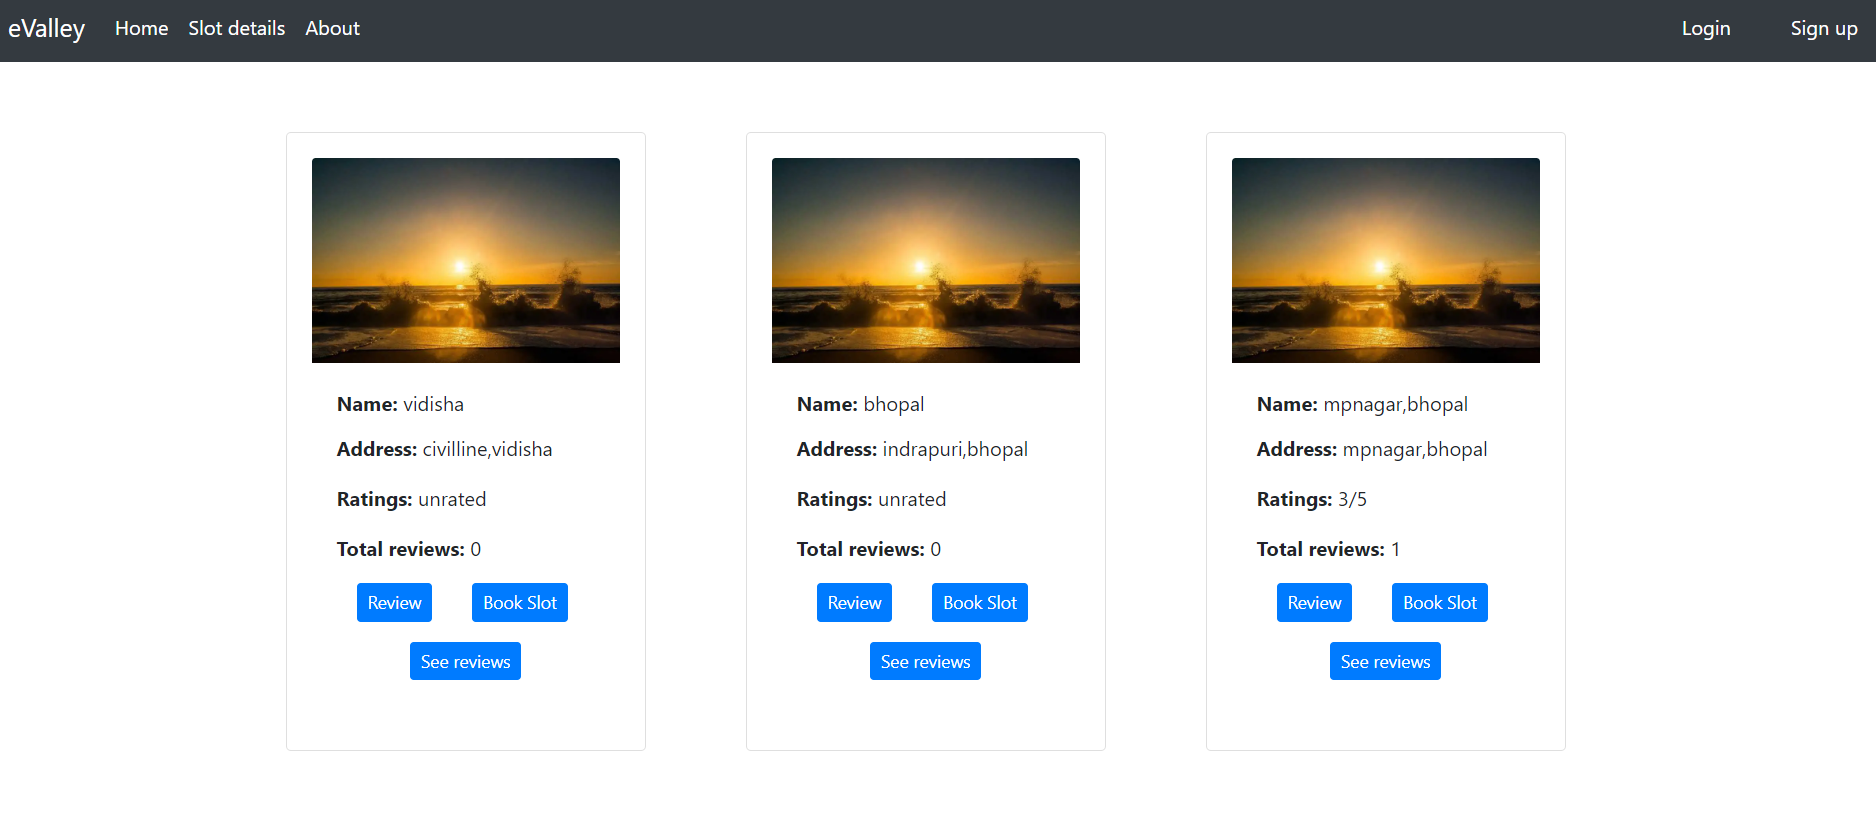 eValley Home Slot details About Login Sign up
Name: vidisha
Address: civilline,vidisha
Ratings: unrated
Total reviews: 0
Review Book Slot
See reviews
Name: bhopal
Address: indrapuri,bhopal
Ratings: unrated
Total reviews: 0
Review Book Slot
See reviews
Name: mpnagar,bhopal
Address: mpnagar,bhopal
Ratings: 3/5
Total reviews: 1
Review Book Slot
See reviews